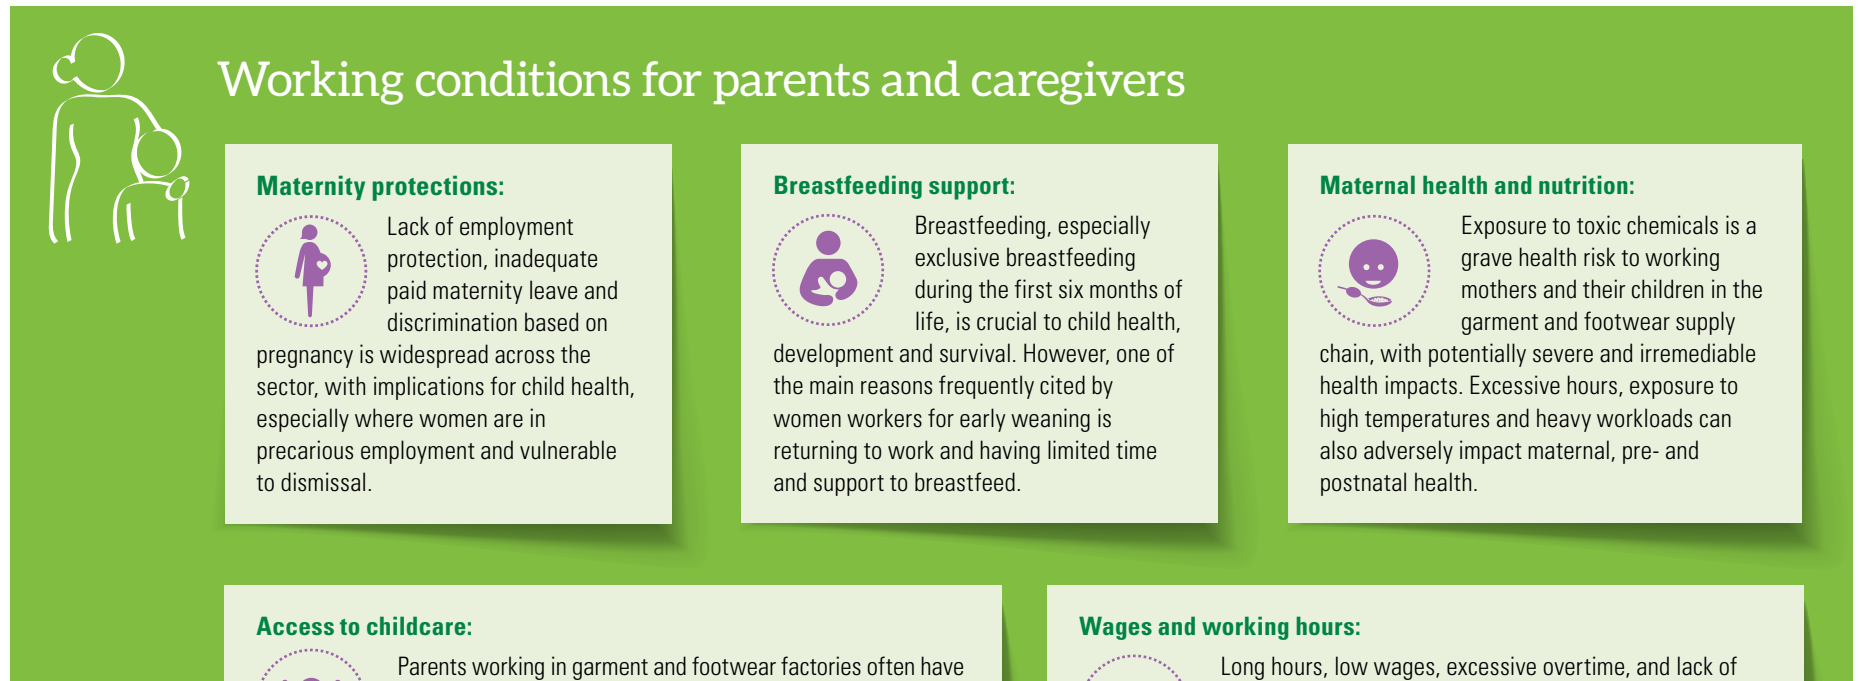 Working conditions for parents and caregivers
Maternity protections:
Lack of employment
protection, inadequate
paid maternity leave and
discrimination based on
pregnancy is widespread across the
sector, with implications for child health,
especially where women are in
precarious employment and vulnerable
to dismissal.
Breastfeeding support:
Breastfeeding, especially
exclusive breastfeeding
during the first six months of
life, is crucial to child health,
development and survival. However, one of
the main reasons frequently cited by
women workers for early weaning is
returning to work and having limited time
and support to breastfeed.
Maternal health and nutrition:
Exposure to toxic chemicals is a
grave health risk to working
mothers and their children in the
garment and footwear supply
chain, with potentially severe and irremediable
health impacts. Excessive hours, exposure to
high temperatures and heavy workloads can
also adversely impact maternal, pre- and
postnatal health.
Access to childcare:
Parents working in garment and footwear factories often have
Wages and working hours:
Long hours, low wages, excessive overtime, and lack of